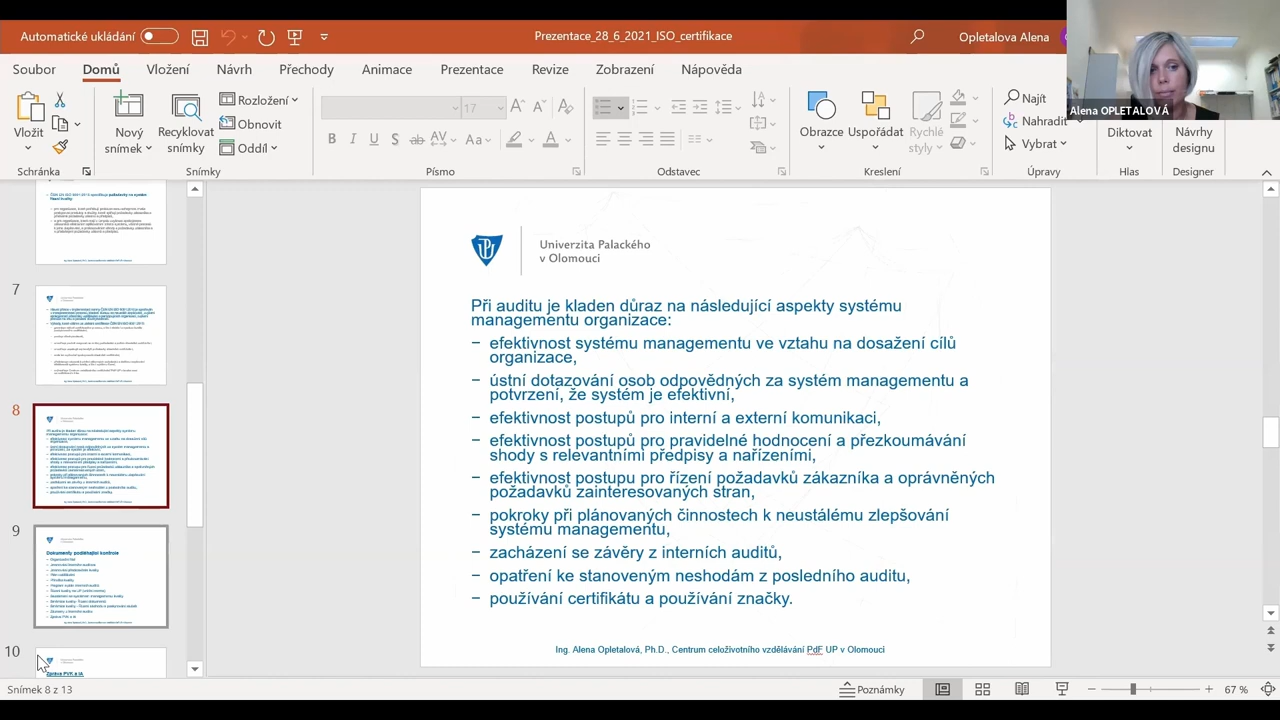 Automatické ukládání
Prezentace_28_6_2021_ISO_certifikace
Opletalova Alena
Alena OPLETALOVÁ
Soubor Domů Vložení Návrh Přechody Animace Prezentace Revize Zobrazení Nápověda
Vložit
Nový snímek
Recyklovat snímky
Rozložení
Obnovit
Oddíl
17
Obrazce
Uspořádat
Rychlé styly
Najít
Nahradit
Vybrat
Diktovat
Návrhy designu
Schránka Snímky Písmo Odstavec Kreslení Úpravy Hlas Designer
7
8
9
Dokumenty podléhající kontrole
10
Zpráva PVK a IA
Univerzita Palackého
v Olomouci
Při auditu je kladen důraz na následující aspekty systému
managementu organizace:
– efektivnost systému managementu ve vztahu na dosažení cílů
organizace,
– ustanovování osob odpovědných za systém managementu a
potvrzení, že systém je efektivní,
– efektivnost postupů pro interní a externí komunikaci,
– efektivnost postupů pro pravidelné hodnocení a přezkoumávání
shody s relevantními předpisy a nařízeními,
– efektivnost postupů pro řízení požadavků zákazníka a oprávněných
požadavků zainteresovaných stran,
– pokroky při plánovaných činnostech k neustálému zlepšování
systému managementu,
– zacházení se závěry z interních auditů,
– opatření ke stanoveným neshodám z posledního auditu,
– používání certifikátu a používání značky.
Ing. Alena Opletalová, Ph.D., Centrum celoživotního vzdělávání PdF UP v Olomouci
Snímek 8 z 13
Poznámky
67 %